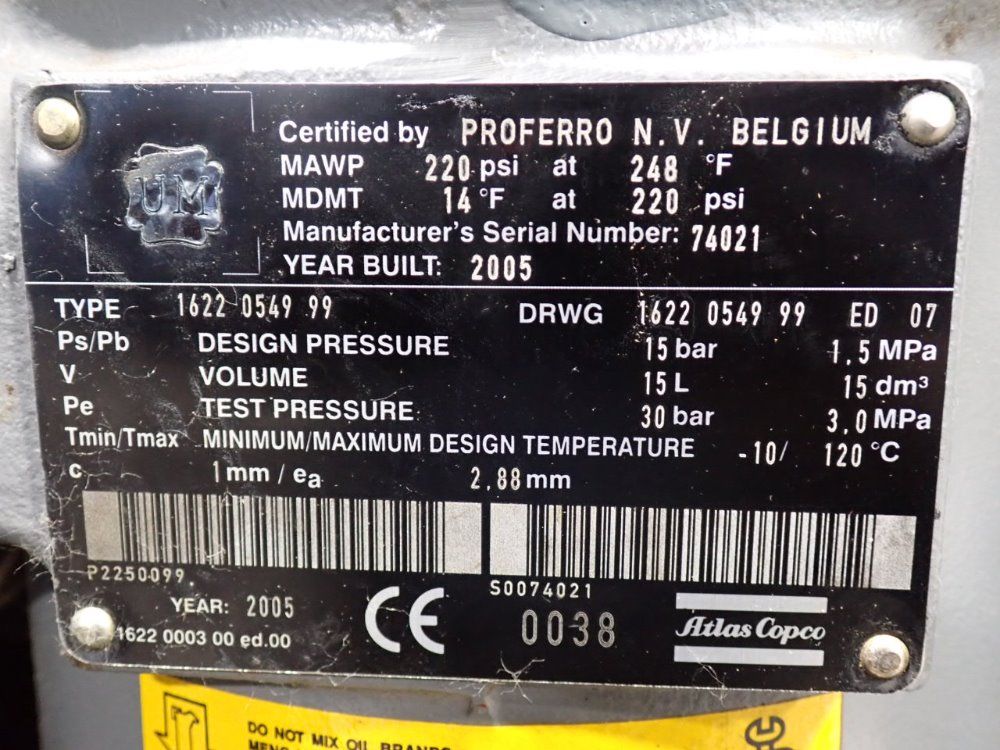 UM
Certified by PROFERRO N.V. BELGIUM
MAWP 220 psi at 248 °F
MDMT 14 °F at 220 psi
Manufacturer's Serial Number: 74021
YEAR BUILT: 2005
TYPE 1622 0549 99 DRWG 1622 0549 99 ED 07
Ps/Pb DESIGN PRESSURE 15 bar 1,5 MPa
V VOLUME 15 L 15 dm³
Pe TEST PRESSURE 30 bar 3,0 MPa
Tmin/Tmax MINIMUM/MAXIMUM DESIGN TEMPERATURE -10/ 120 °C
c 1mm / ea 2.88 mm
P2250099. S0074021
YEAR: 2005 CE 0038 Atlas Copco
1622 0003 00 ed.00
DO NOT MIX OIL BRANDS